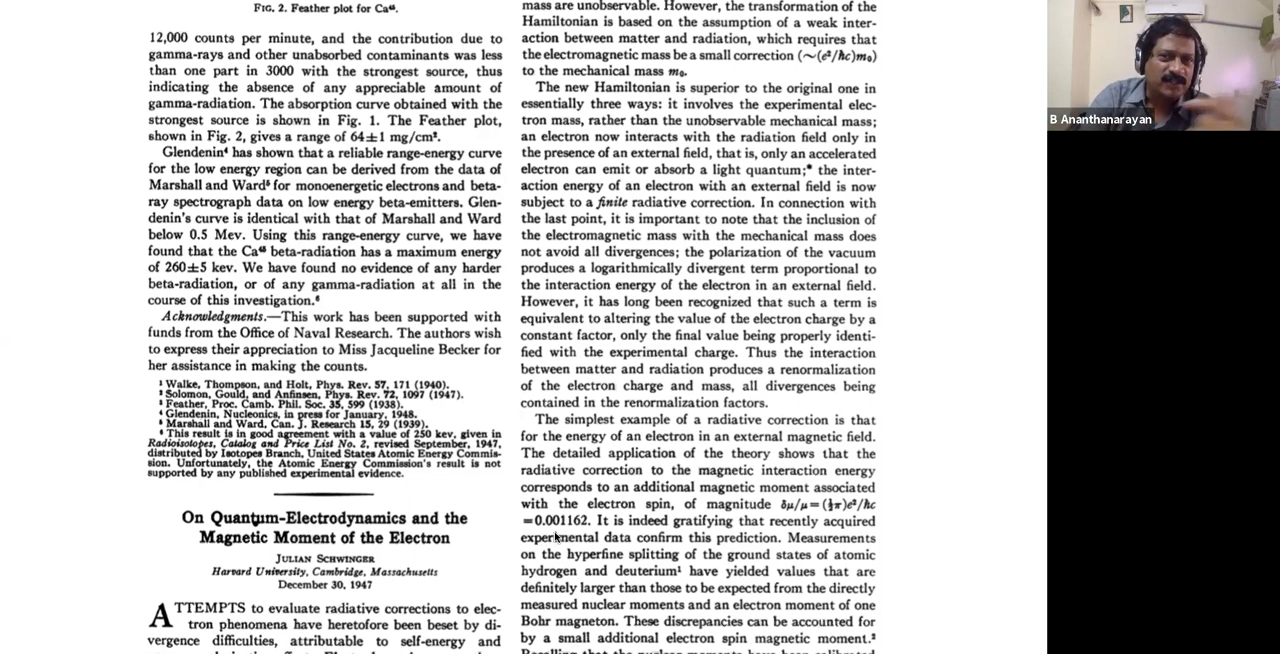 FIG. 2. Feather plot for Ca⁴⁵.
12,000 counts per minute, and the contribution due to
gamma-rays and other unabsorbed contaminants was less
than one part in 3000 with the strongest source, thus
indicating the absence of any appreciable amount of
gamma-radiation. The absorption curve obtained with the
strongest source is shown in Fig. 1. The Feather plot,
shown in Fig. 2, gives a range of 64±1 mg/cm².
Glendenin⁴ has shown that a reliable range-energy curve
for the low energy region can be derived from the data of
Marshall and Ward⁵ for monoenergetic electrons and beta-
ray spectrograph data on low energy beta-emitters. Glen-
denin's curve is identical with that of Marshall and Ward
below 0.5 Mev. Using this range-energy curve, we have
found that the Ca⁴⁵ beta-radiation has a maximum energy
of 260±5 kev. We have found no evidence of any harder
beta-radiation, or of any gamma-radiation at all in the
course of this investigation.⁶
Acknowledgments.—This work has been supported with
funds from the Office of Naval Research. The authors wish
to express their appreciation to Miss Jacqueline Becker for
her assistance in making the counts.
¹ Walke, Thompson, and Holt, Phys. Rev. 57, 171 (1940).
² Solomon, Gould, and Anfinsen, Phys. Rev. 72, 1097 (1947).
³ Feather, Proc. Camb. Phil. Soc. 35, 599 (1938).
⁴ Glendenin, Nucleonics, in press for January, 1948.
⁵ Marshall and Ward, Can. J. Research 15, 29 (1939).
⁶ This result is in good agreement with a value of 250 kev, given in
Radioisotopes, Catalog and Price List No. 2, revised September, 1947,
distributed by Isotopes Branch, United States Atomic Energy Commis-
sion. Unfortunately, the Atomic Energy Commission's result is not
supported by any published experimental evidence.
On Quantum-Electrodynamics and the
Magnetic Moment of the Electron
JULIAN SCHWINGER
Harvard University, Cambridge, Massachusetts
December 30, 1947
ATTEMPTS to evaluate radiative corrections to elec-
tron phenomena have heretofore been beset by di-
vergence difficulties, attributable to self-energy and
mass are unobservable. However, the transformation of the
Hamiltonian is based on the assumption of a weak inter-
action between matter and radiation, which requires that
the electromagnetic mass be a small correction (∼(e²/ħc)m₀)
to the mechanical mass m₀.
The new Hamiltonian is superior to the original one in
essentially three ways: it involves the experimental elec-
tron mass, rather than the unobservable mechanical mass;
an electron now interacts with the radiation field only in
the presence of an external field, that is, only an accelerated
electron can emit or absorb a light quantum;* the inter-
action energy of an electron with an external field is now
subject to a finite radiative correction. In connection with
the last point, it is important to note that the inclusion of
the electromagnetic mass with the mechanical mass does
not avoid all divergences; the polarization of the vacuum
produces a logarithmically divergent term proportional to
the interaction energy of the electron in an external field.
However, it has long been recognized that such a term is
equivalent to altering the value of the electron charge by a
constant factor, only the final value being properly identi-
fied with the experimental charge. Thus the interaction
between matter and radiation produces a renormalization
of the electron charge and mass, all divergences being
contained in the renormalization factors.
The simplest example of a radiative correction is that
for the energy of an electron in an external magnetic field.
The detailed application of the theory shows that the
radiative correction to the magnetic interaction energy
corresponds to an additional magnetic moment associated
with the electron spin, of magnitude δμ/μ=(½π)e²/ħc
=0.001162. It is indeed gratifying that recently acquired
experimental data confirm this prediction. Measurements
on the hyperfine splitting of the ground states of atomic
hydrogen and deuterium¹ have yielded values that are
definitely larger than those to be expected from the directly
measured nuclear moments and an electron moment of one
Bohr magneton. These discrepancies can be accounted for
by a small additional electron spin magnetic moment.²
B Ananthanarayan